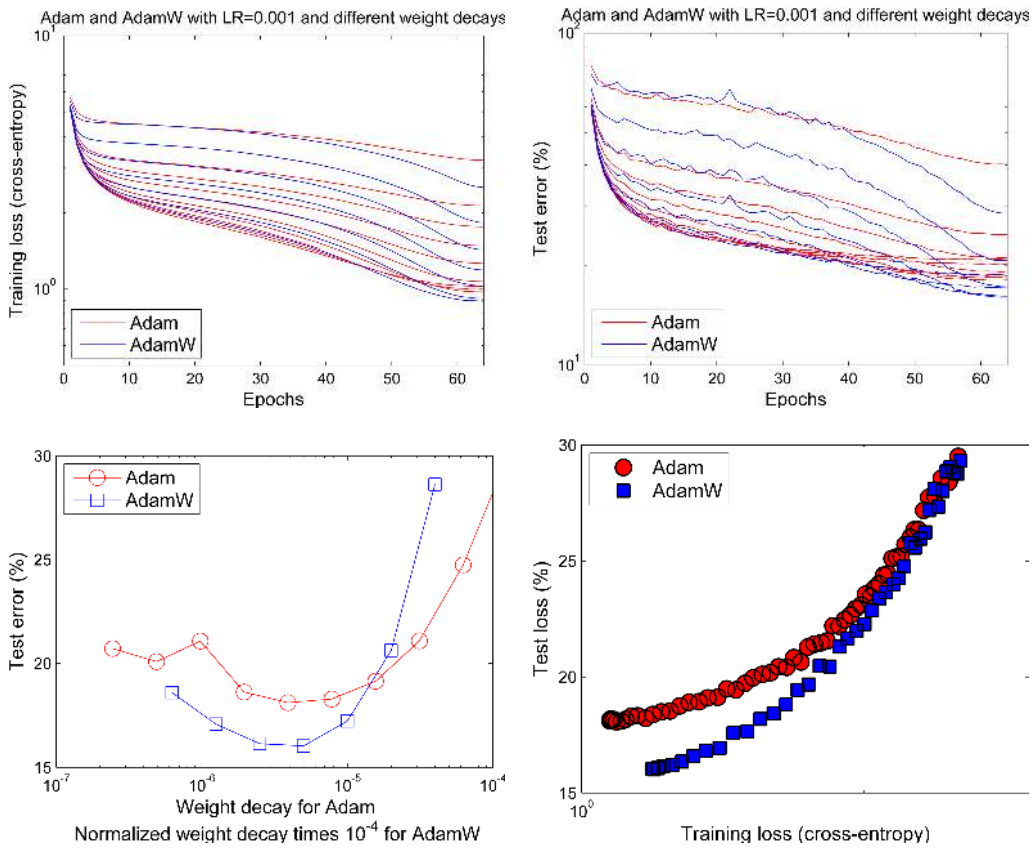 Adam and AdamW with LR=0.001 and different weight decays
10^1
10^0
Training loss (cross-entropy)
Adam
AdamW
0 10 20 30 40 50 60
Epochs
Adam and AdamW with LR=0.001 and different weight decays
10^2
10^1
Test error (%)
Adam
AdamW
0 10 20 30 40 50 60
Epochs
30
25
20
15
Test error (%)
Adam
AdamW
10^-7 10^-6 10^-5 10^-4
Weight decay for Adam
Normalized weight decay times 10^-4 for AdamW
30
25
20
15
Test loss (%)
Adam
AdamW
10^0
Training loss (cross-entropy)